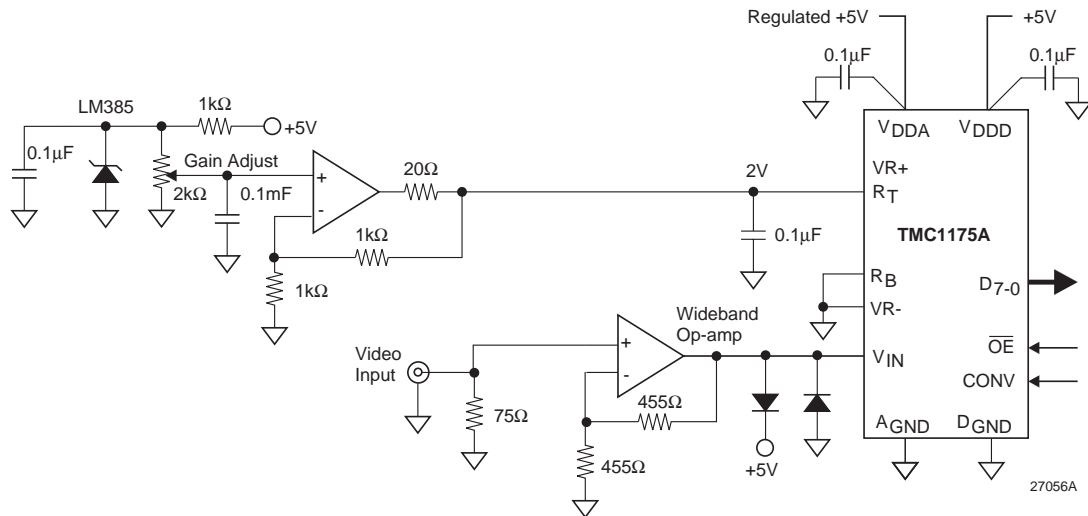 Regulated +5V
+5V
0.1µF
0.1µF
LM385
1kΩ
+5V
0.1µF
Gain Adjust
2kΩ
0.1mF
+
-
20Ω
1kΩ
1kΩ
2V
0.1µF
VDDA
VDDD
VR+
RT
TMC1175A
RB
VR-
D7-0
OE
CONV
VIN
AGND
DGND
Wideband
Op-amp
Video
Input
75Ω
+
-
455Ω
455Ω
+5V
27056A